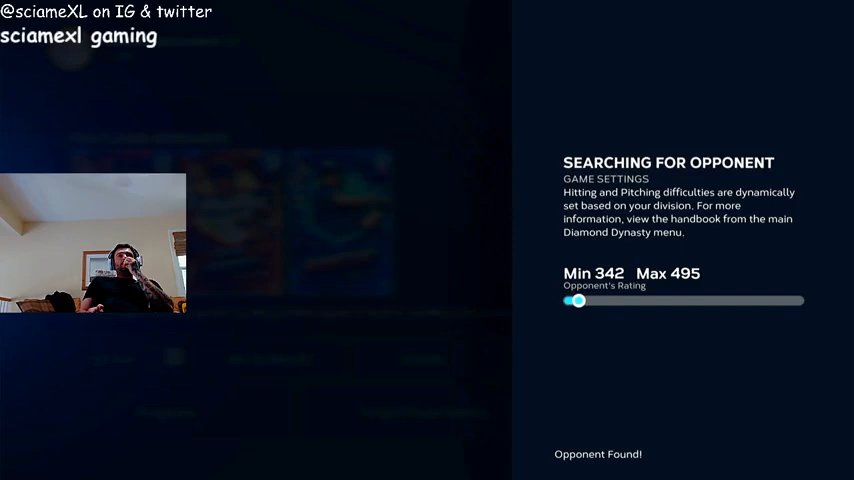 @sciameXL on IG & twitter
sciamexl gaming
SEARCHING FOR OPPONENT
GAME SETTINGS
Hitting and Pitching difficulties are dynamically
set based on your division. For more
information, view the handbook from the main
Diamond Dynasty menu.
Min 342 Max 495
Opponent's Rating
Opponent Found!